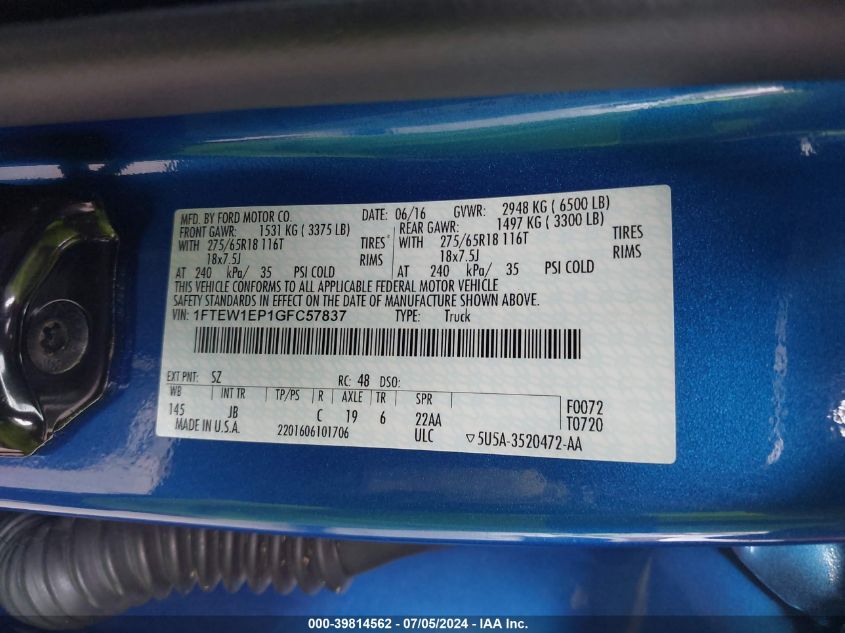 MFD. BY FORD MOTOR CO. DATE: 06/16 GVWR: 2948 KG ( 6500 LB)
FRONT GAWR: 1531 KG ( 3375 LB) REAR GAWR: 1497 KG ( 3300 LB)
WITH 275/65R18 116T TIRES WITH 275/65R18 116T TIRES
18x7.5J RIMS 18x7.5J RIMS
AT 240 kPa/ 35 PSI COLD AT 240 kPa/ 35 PSI COLD
THIS VEHICLE CONFORMS TO ALL APPLICABLE FEDERAL MOTOR VEHICLE
SAFETY STANDARDS IN EFFECT ON THE DATE OF MANUFACTURE SHOWN ABOVE.
VIN: 1FTEW1EP1GFC57837 TYPE: Truck
EXT PNT: SZ RC: 48 DSO:
WB INT TR TP/PS R AXLE TR SPR
145 JB C 19 6 22AA F0072
MADE IN U.S.A. 2201606101706 ULC T0720
▽5U5A-3520472-AA
000-39814562 - 07/05/2024 - IAA Inc.